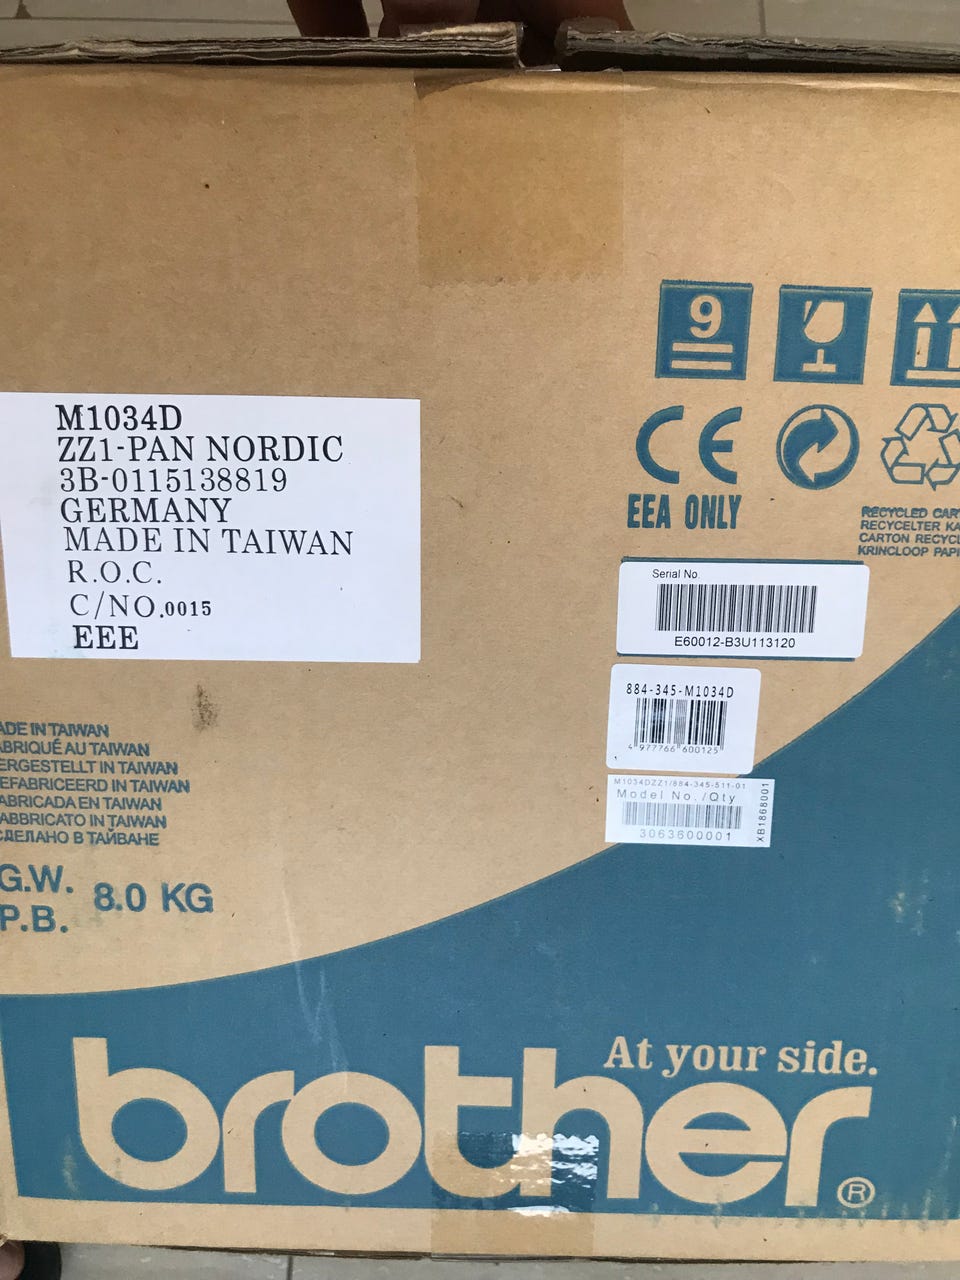 9
CE
EEA ONLY
RECYCLED
RECYCLER KA
CARTON RECYCL
KRINCLOOP PAPI
M1034D
ZZ1-PAN NORDIC
3B-0115138819
GERMANY
MADE IN TAIWAN
R.O.C.
C/NO.0015
EEE
Serial No.
E60012-B3U113120
884-345-M1034D
4 977766 600125
M1034DZZ1/884-345-511-01
Model No./Qty
3063600001
XB1868001
ADE IN TAIWAN
ABRIQUÉ AU TAIWAN
ERGESTELLT IN TAIWAN
EFABRICEERD IN TAIWAN
ABRICADA EN TAIWAN
ABBRICATO IN TAIWAN
СДЕЛАНО В ТАЙВАНЕ
G.W. 8.0 KG
P.B.
At your side.
brother®